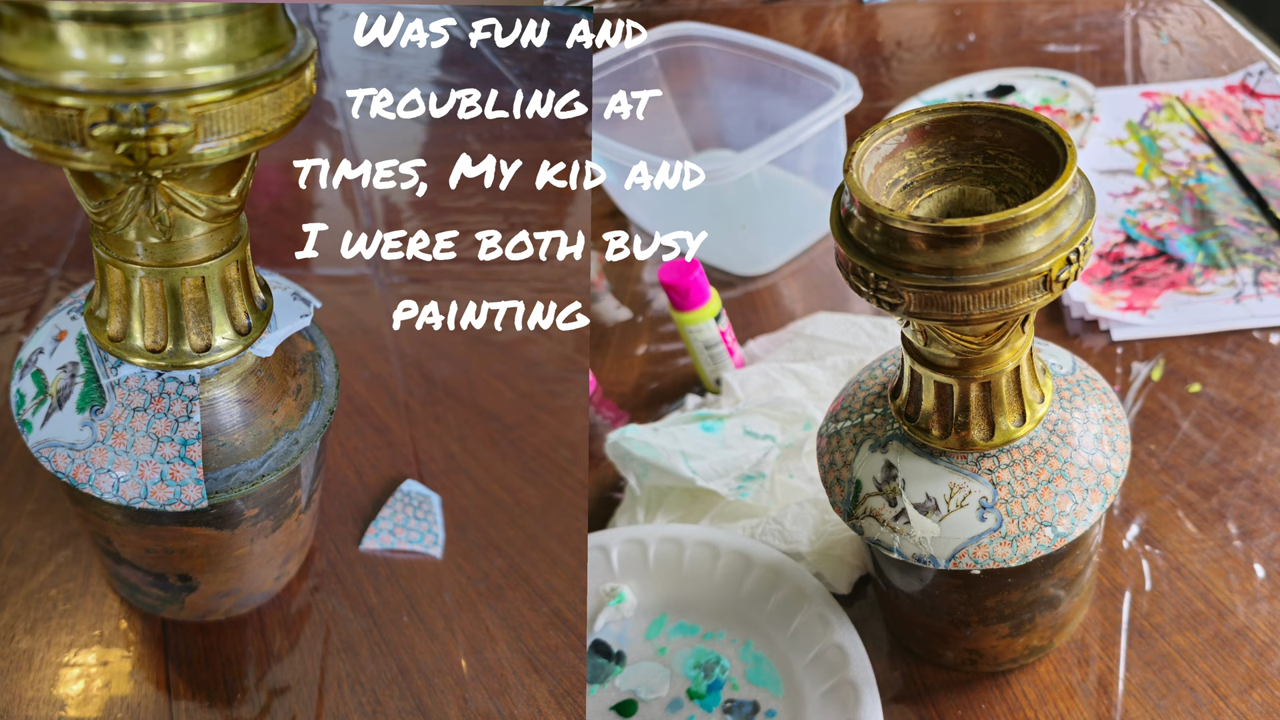 Was fun and
troubling at
times, My kid and
I were both busy
painting